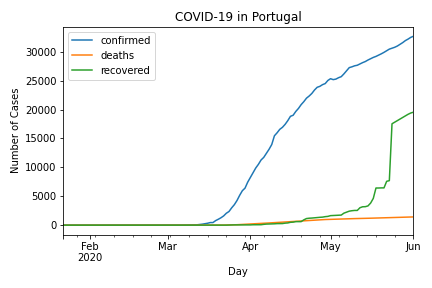 COVID-19 in Portugal
confirmed
deaths
recovered
Number of Cases
30000
25000
20000
15000
10000
5000
0
Feb Mar Apr May Jun
2020
Day